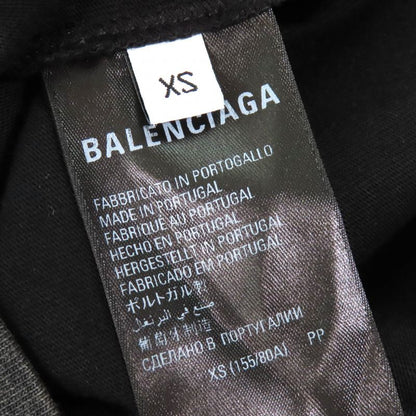 XS
BALENCIAGA
FABBRICATO IN PORTOGALLO
MADE IN PORTUGAL
FABRIQUÉ AU PORTUGAL
HECHO EN PORTUGAL
HERGESTELLT IN PORTUGAL
FABRICADO EM PORTUGAL
ポルトガル製
صنع في البرتغال
葡萄牙制造
СДЕЛАНО В ПОРТУГАЛИИ
XS (155/80A) PP